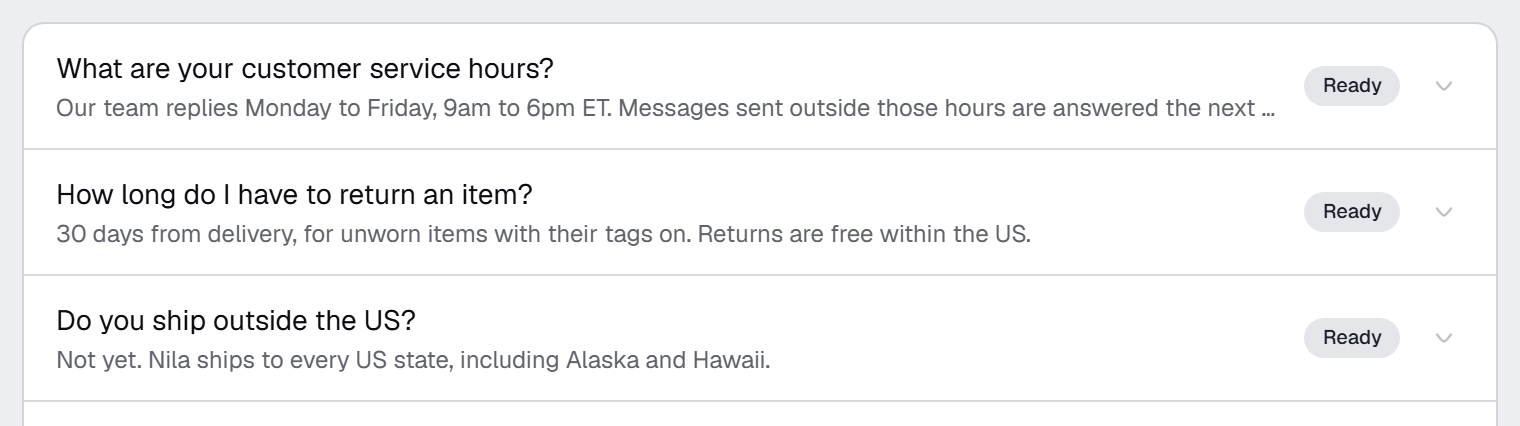 What are your customer service hours?
Our team replies Monday to Friday, 9am to 6pm ET. Messages sent outside those hours are answered the next ...
Ready
How long do I have to return an item?
30 days from delivery, for unworn items with their tags on. Returns are free within the US.
Ready
Do you ship outside the US?
Not yet. Nila ships to every US state, including Alaska and Hawaii.
Ready